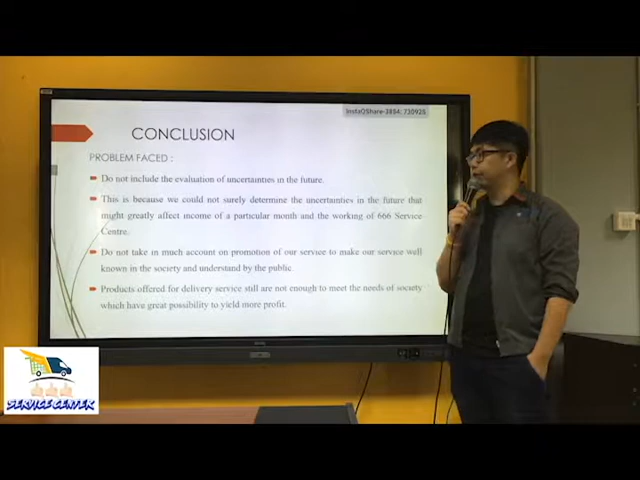 InstaQShare-3854: 730925
CONCLUSION
PROBLEM FACED :
Do not include the evaluation of uncertainties in the future.
This is because we could not surely determine the uncertainties in the future that
might greatly affect income of a particular month and the working of 666 Service
Centre.
Do not take in much account on promotion of our service to make our service well
known in the society and understand by the public.
Products offered for delivery service still are not enough to meet the needs of society
which have great possibility to yield more profit.
SERVICE CENTER